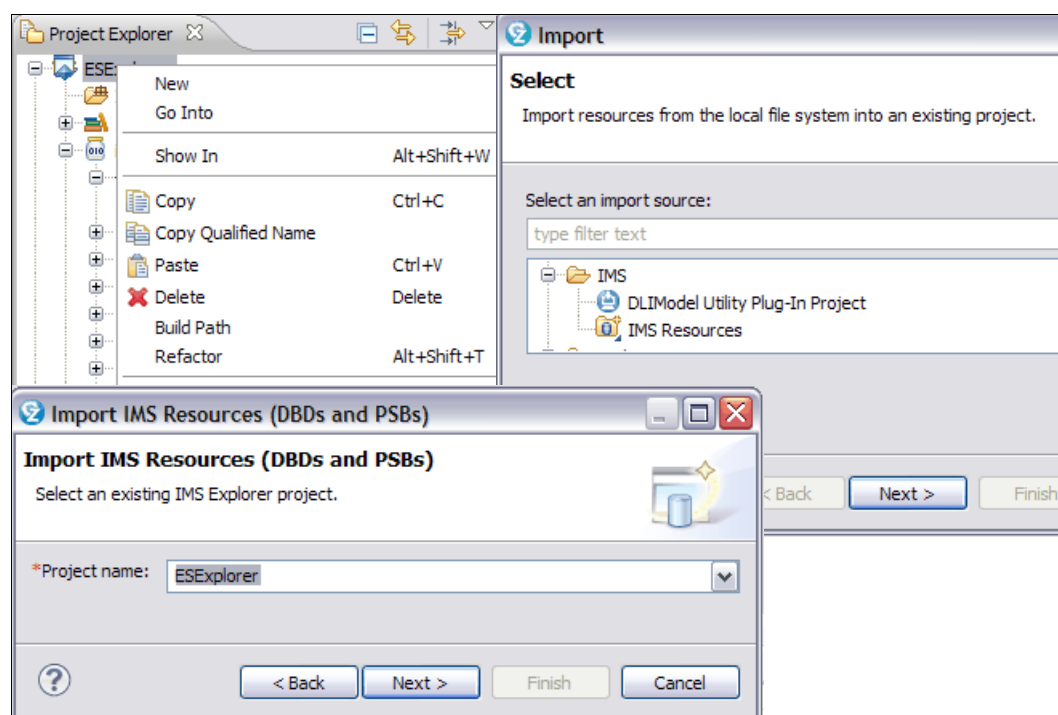 Project Explorer
ESE
New
Go Into
Show In Alt+Shift+W
Copy Ctrl+C
Copy Qualified Name
Paste Ctrl+V
Delete Delete
Build Path
Refactor Alt+Shift+T
Import
Select
Import resources from the local file system into an existing project.
Select an import source:
type filter text
IMS
DLIModel Utility Plug-In Project
IMS Resources
< Back Next > Finish
Import IMS Resources (DBDs and PSBs)
Import IMS Resources (DBDs and PSBs)
Select an existing IMS Explorer project.
*Project name: ESExplorer
? < Back Next > Finish Cancel